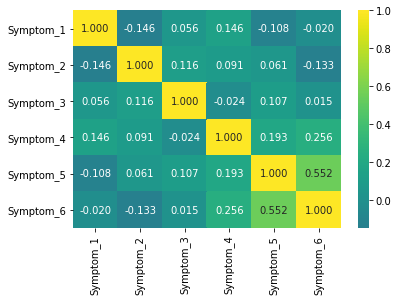 Symptom_1 1.000 -0.146 0.056 0.146 -0.108 -0.020
Symptom_2 -0.146 1.000 0.116 0.091 0.061 -0.133
Symptom_3 0.056 0.116 1.000 -0.024 0.107 0.015
Symptom_4 0.146 0.091 -0.024 1.000 0.193 0.256
Symptom_5 -0.108 0.061 0.107 0.193 1.000 0.552
Symptom_6 -0.020 -0.133 0.015 0.256 0.552 1.000
Symptom_1 Symptom_2 Symptom_3 Symptom_4 Symptom_5 Symptom_6
1.0
0.8
0.6
0.4
0.2
0.0